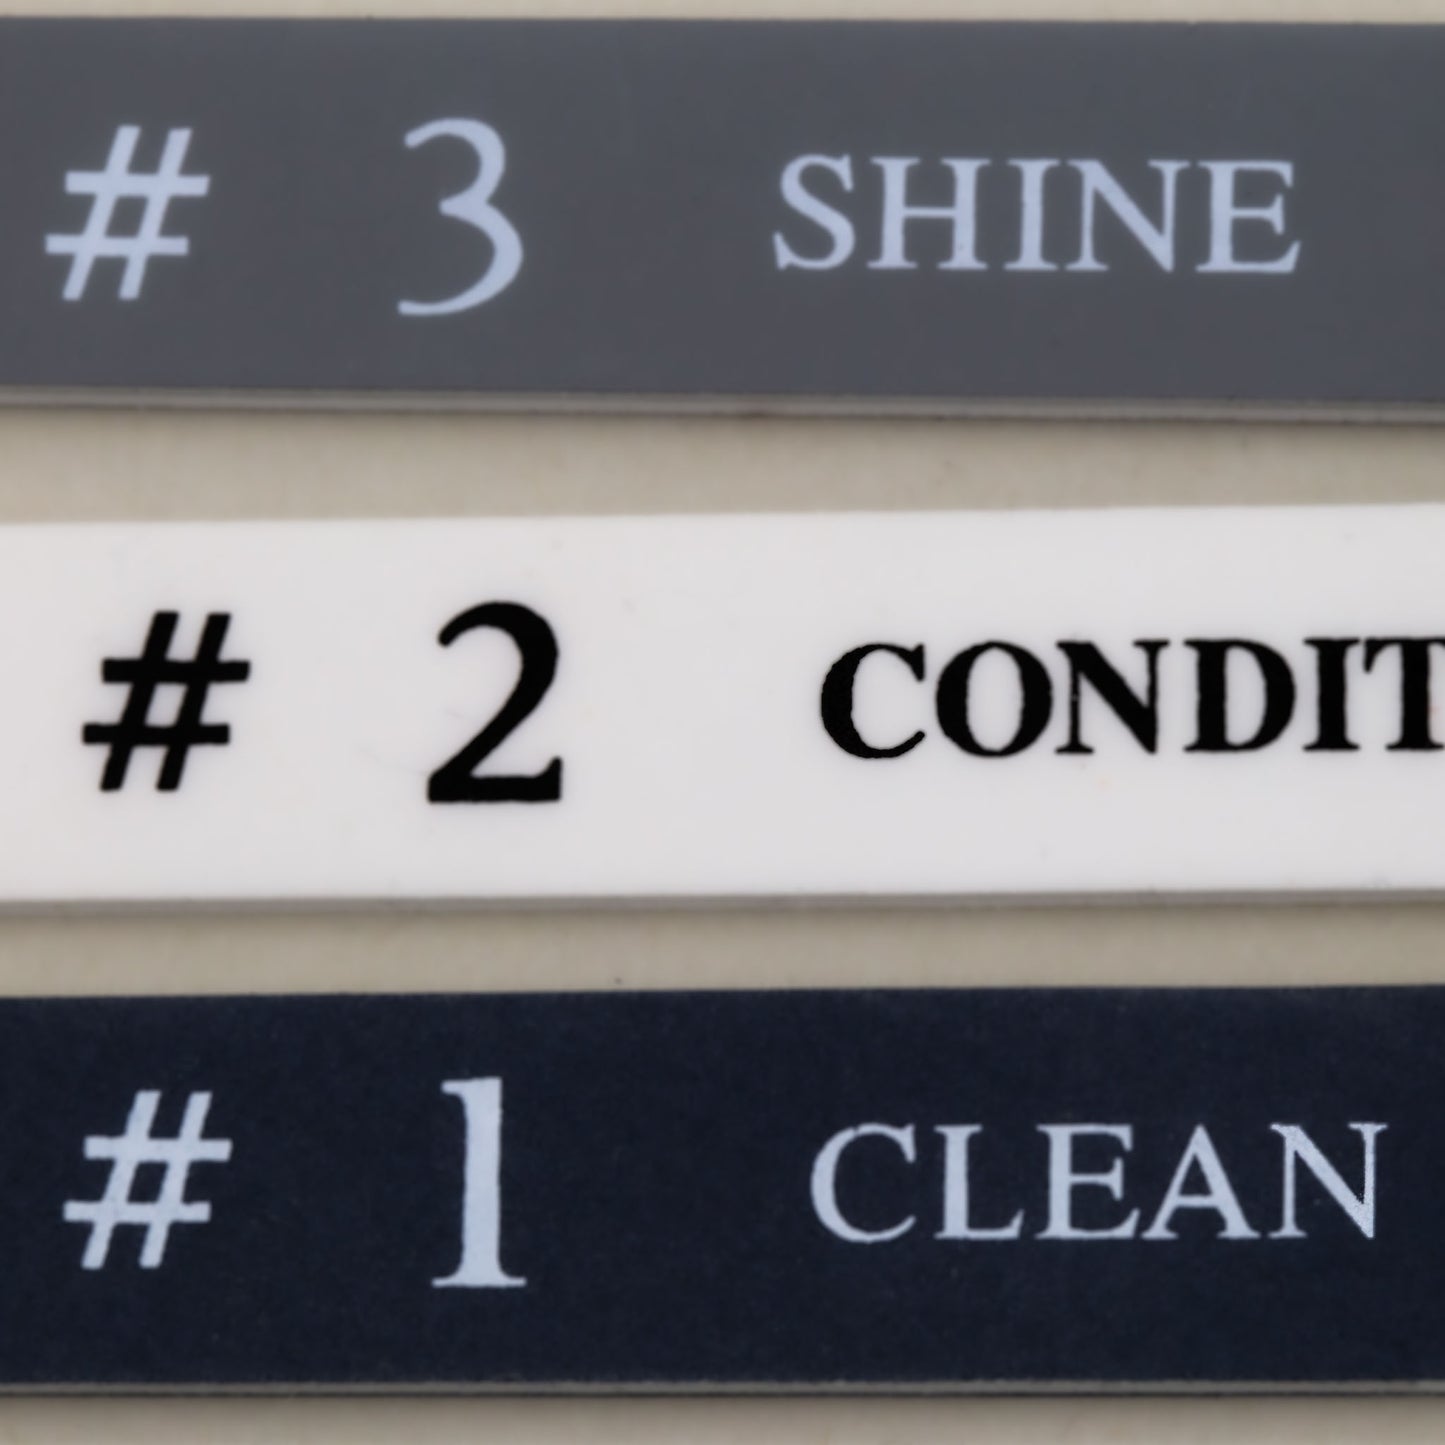 # 3 SHINE
# 2 CONDIT
# 1 CLEAN